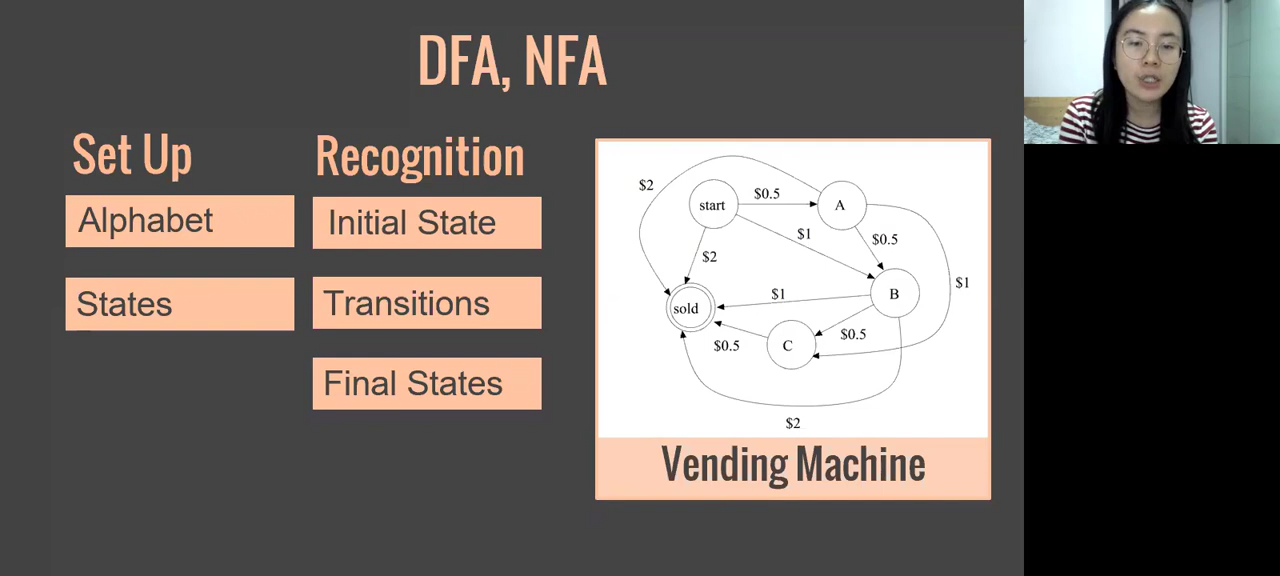 DFA, NFA
Set Up
Alphabet
States
Recognition
Initial State
Transitions
Final States
$2
start
$0.5
A
$1
$0.5
$2
$1
sold
$1
B
$0.5
C
$0.5
$2
Vending Machine